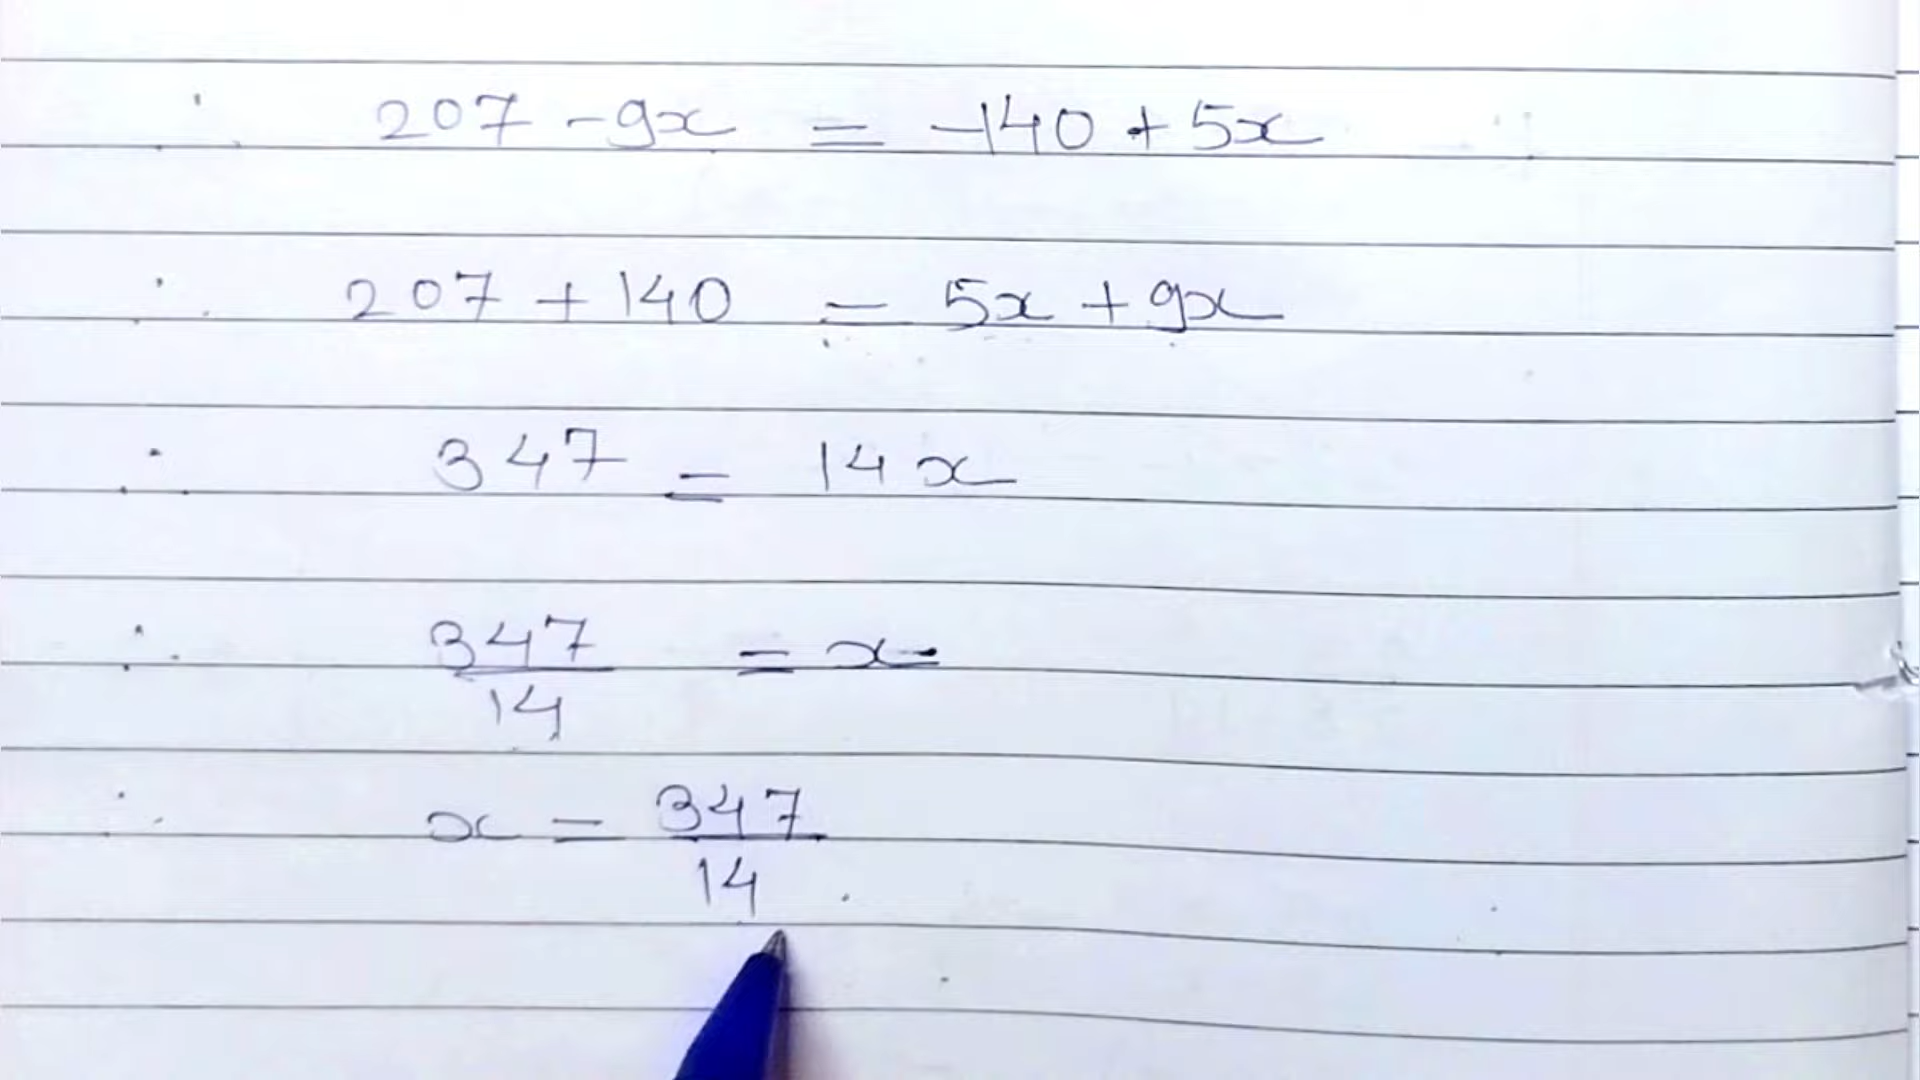 ∴ 207 - 9x = -140 + 5x
∴ 207 + 140 = 5x + 9x
∴ 347 = 14x
∴ 347/14 = x
∴ x = 347/14